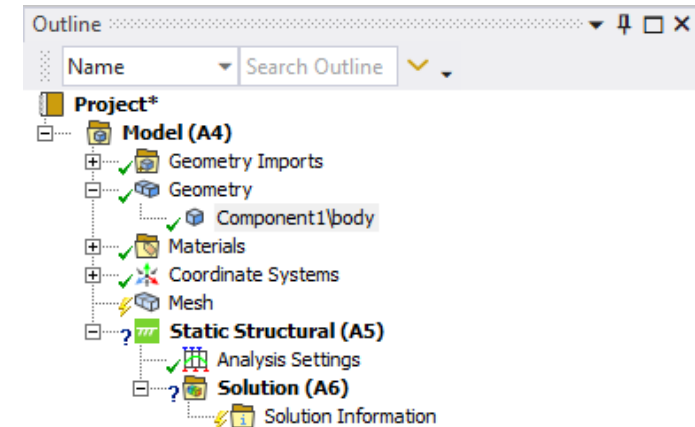 Outline
Name Search Outline
Project*
Model (A4)
Geometry Imports
Geometry
Component1\body
Materials
Coordinate Systems
Mesh
Static Structural (A5)
Analysis Settings
Solution (A6)
Solution Information